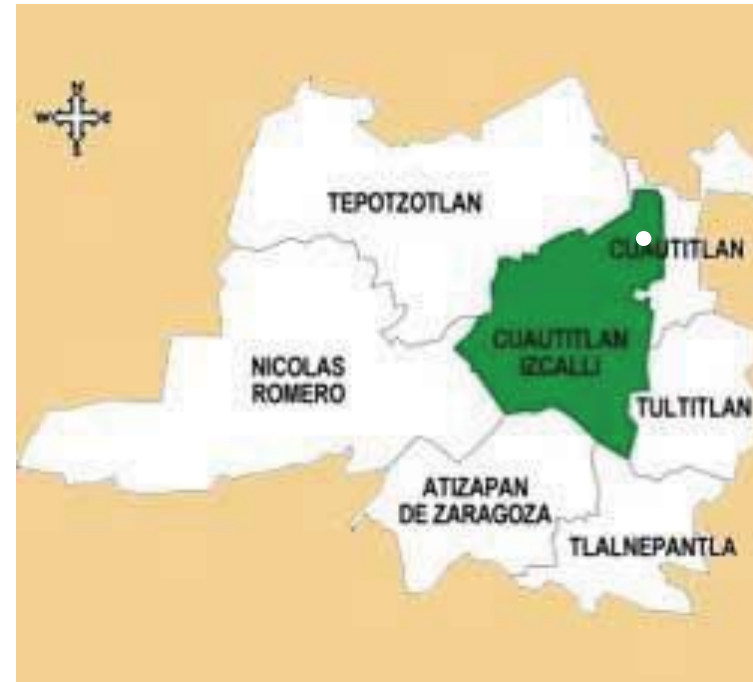 N
W E
S
TEPOTZOTLAN
CUAUTITLAN
CUAUTITLAN
IZCALLI
NICOLAS
ROMERO
TULTITLAN
ATIZAPAN
DE ZARAGOZA
TLALNEPANTLA